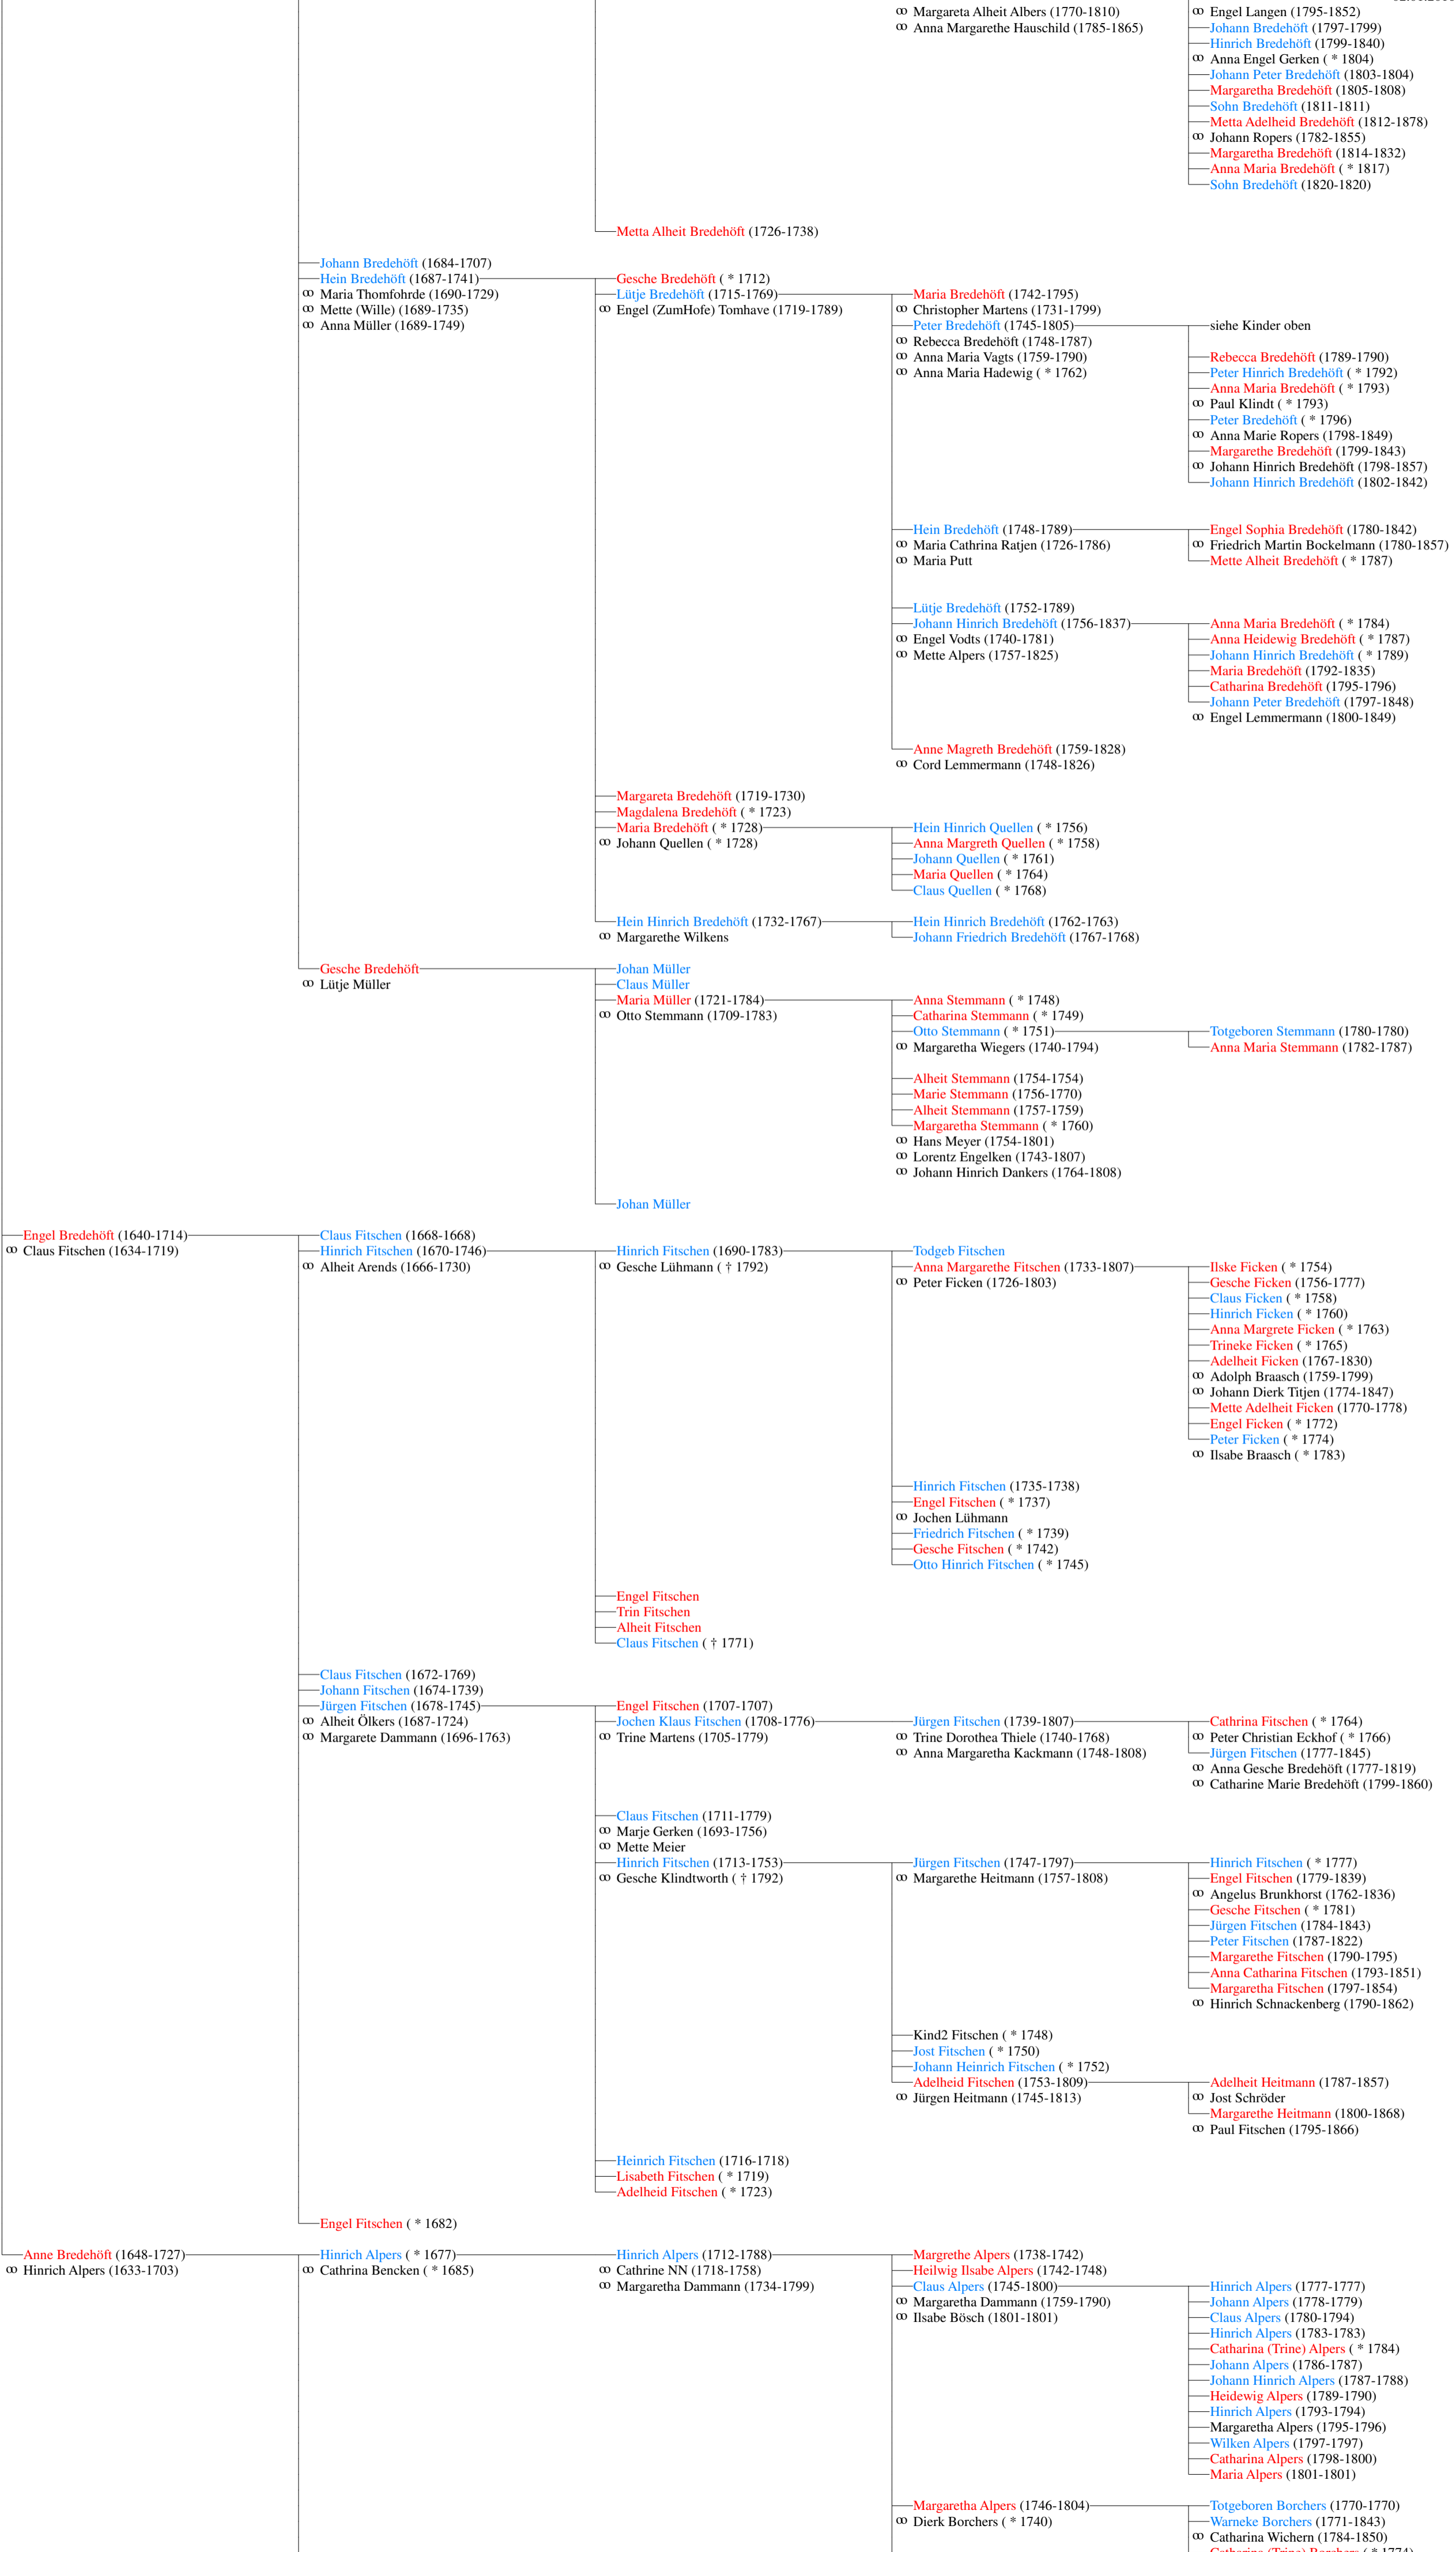 ∞ Margareta Alheit Albers (1770-1810)
∞ Anna Margarethe Hauschild (1785-1865)
∞ Engel Langen (1795-1852)
Johann Bredehöft (1797-1799)
Hinrich Bredehöft (1799-1840)
∞ Anna Engel Gerken ( * 1804)
Johann Peter Bredehöft (1803-1804)
Margaretha Bredehöft (1805-1808)
Sohn Bredehöft (1811-1811)
Metta Adelheid Bredehöft (1812-1878)
∞ Johann Ropers (1782-1855)
Margaretha Bredehöft (1814-1832)
Anna Maria Bredehöft ( * 1817)
Sohn Bredehöft (1820-1820)
Metta Alheit Bredehöft (1726-1738)
Johann Bredehöft (1684-1707)
Hein Bredehöft (1687-1741)
∞ Maria Thomfohrde (1690-1729)
∞ Mette (Wille) (1689-1735)
∞ Anna Müller (1689-1749)
Gesche Bredehöft ( * 1712)
Lütje Bredehöft (1715-1769)
∞ Engel (ZumHofe) Tomhave (1719-1789)
Maria Bredehöft (1742-1795)
∞ Christopher Martens (1731-1799)
Peter Bredehöft (1745-1805)
∞ Rebecca Bredehöft (1748-1787)
∞ Anna Maria Vagts (1759-1790)
∞ Anna Maria Hadewig ( * 1762)
siehe Kinder oben
Rebecca Bredehöft (1789-1790)
Peter Hinrich Bredehöft ( * 1792)
Anna Maria Bredehöft ( * 1793)
∞ Paul Klindt ( * 1793)
Peter Bredehöft ( * 1796)
∞ Anna Marie Ropers (1798-1849)
Margarethe Bredehöft (1799-1843)
∞ Johann Hinrich Bredehöft (1798-1857)
Johann Hinrich Bredehöft (1802-1842)
Hein Bredehöft (1748-1789)
∞ Maria Cathrina Ratjen (1726-1786)
∞ Maria Putt
Engel Sophia Bredehöft (1780-1842)
∞ Friedrich Martin Bockelmann (1780-1857)
Mette Alheit Bredehöft ( * 1787)
Lütje Bredehöft (1752-1789)
Johann Hinrich Bredehöft (1756-1837)
∞ Engel Vodts (1740-1781)
∞ Mette Alpers (1757-1825)
Anna Maria Bredehöft ( * 1784)
Anna Heidewig Bredehöft ( * 1787)
Johann Hinrich Bredehöft ( * 1789)
Maria Bredehöft (1792-1835)
Catharina Bredehöft (1795-1796)
Johann Peter Bredehöft (1797-1848)
∞ Engel Lemmermann (1800-1849)
Anne Magreth Bredehöft (1759-1828)
∞ Cord Lemmermann (1748-1826)
Margareta Bredehöft (1719-1730)
Magdalena Bredehöft ( * 1723)
Maria Bredehöft ( * 1728)
∞ Johann Quellen ( * 1728)
Hein Hinrich Quellen ( * 1756)
Anna Margreth Quellen ( * 1758)
Johann Quellen ( * 1761)
Maria Quellen ( * 1764)
Claus Quellen ( * 1768)
Hein Hinrich Bredehöft (1732-1767)
∞ Margarethe Wilkens
Hein Hinrich Bredehöft (1762-1763)
Johann Friedrich Bredehöft (1767-1768)
Gesche Bredehöft
∞ Lütje Müller
Johan Müller
Claus Müller
Maria Müller (1721-1784)
∞ Otto Stemmann (1709-1783)
Anna Stemmann ( * 1748)
Catharina Stemmann ( * 1749)
Otto Stemmann ( * 1751)
∞ Margaretha Wiegers (1740-1794)
Totgeboren Stemmann (1780-1780)
Anna Maria Stemmann (1782-1787)
Alheit Stemmann (1754-1754)
Marie Stemmann (1756-1770)
Alheit Stemmann (1757-1759)
Margaretha Stemmann ( * 1760)
∞ Hans Meyer (1754-1801)
∞ Lorentz Engelken (1743-1807)
∞ Johann Hinrich Dankers (1764-1808)
Johan Müller
Engel Bredehöft (1640-1714)
∞ Claus Fitschen (1634-1719)
Claus Fitschen (1668-1668)
Hinrich Fitschen (1670-1746)
∞ Alheit Arends (1666-1730)
Hinrich Fitschen (1690-1783)
∞ Gesche Lühmann ( † 1792)
Todgeb Fitschen
Anna Margarethe Fitschen (1733-1807)
∞ Peter Ficken (1726-1803)
Ilske Ficken ( * 1754)
Gesche Ficken (1756-1777)
Claus Ficken ( * 1758)
Hinrich Ficken ( * 1760)
Anna Margrete Ficken ( * 1763)
Trineke Ficken ( * 1765)
Adelheit Ficken (1767-1830)
∞ Adolph Braasch (1759-1799)
∞ Johann Dierk Titjen (1774-1847)
Mette Adelheit Ficken (1770-1778)
Engel Ficken ( * 1772)
Peter Ficken ( * 1774)
∞ Ilsabe Braasch ( * 1783)
Hinrich Fitschen (1735-1738)
Engel Fitschen ( * 1737)
∞ Jochen Lühmann
Friedrich Fitschen ( * 1739)
Gesche Fitschen ( * 1742)
Otto Hinrich Fitschen ( * 1745)
Engel Fitschen
Trin Fitschen
Alheit Fitschen
Claus Fitschen ( † 1771)
Claus Fitschen (1672-1769)
Johann Fitschen (1674-1739)
Jürgen Fitschen (1678-1745)
∞ Alheit Ölkers (1687-1724)
∞ Margarete Dammann (1696-1763)
Engel Fitschen (1707-1707)
Jochen Klaus Fitschen (1708-1776)
∞ Trine Martens (1705-1779)
Jürgen Fitschen (1739-1807)
∞ Trine Dorothea Thiele (1740-1768)
∞ Anna Margaretha Kackmann (1748-1808)
Cathrina Fitschen ( * 1764)
∞ Peter Christian Eckhof ( * 1766)
Jürgen Fitschen (1777-1845)
∞ Anna Gesche Bredehöft (1777-1819)
∞ Catharine Marie Bredehöft (1799-1860)
Claus Fitschen (1711-1779)
∞ Marje Gerken (1693-1756)
∞ Mette Meier
Hinrich Fitschen (1713-1753)
∞ Gesche Klindtworth ( † 1792)
Jürgen Fitschen (1747-1797)
∞ Margarethe Heitmann (1757-1808)
Hinrich Fitschen ( * 1777)
Engel Fitschen (1779-1839)
∞ Angelus Brunkhorst (1762-1836)
Gesche Fitschen ( * 1781)
Jürgen Fitschen (1784-1843)
Peter Fitschen (1787-1822)
Margarethe Fitschen (1790-1795)
Anna Catharina Fitschen (1793-1851)
Margaretha Fitschen (1797-1854)
∞ Hinrich Schnackenberg (1790-1862)
Kind2 Fitschen ( * 1748)
Jost Fitschen ( * 1750)
Johann Heinrich Fitschen ( * 1752)
Adelheid Fitschen (1753-1809)
∞ Jürgen Heitmann (1745-1813)
Adelheit Heitmann (1787-1857)
∞ Jost Schröder
Margarethe Heitmann (1800-1868)
∞ Paul Fitschen (1795-1866)
Heinrich Fitschen (1716-1718)
Lisabeth Fitschen ( * 1719)
Adelheid Fitschen ( * 1723)
Engel Fitschen ( * 1682)
Anne Bredehöft (1648-1727)
∞ Hinrich Alpers (1633-1703)
Hinrich Alpers ( * 1677)
∞ Cathrina Bencken ( * 1685)
Hinrich Alpers (1712-1788)
∞ Cathrine NN (1718-1758)
∞ Margaretha Dammann (1734-1799)
Margrethe Alpers (1738-1742)
Heilwig Ilsabe Alpers (1742-1748)
Claus Alpers (1745-1800)
∞ Margaretha Dammann (1759-1790)
∞ Ilsabe Bösch (1801-1801)
Hinrich Alpers (1777-1777)
Johann Alpers (1778-1779)
Claus Alpers (1780-1794)
Hinrich Alpers (1783-1783)
Catharina (Trine) Alpers ( * 1784)
Johann Alpers (1786-1787)
Johann Hinrich Alpers (1787-1788)
Heidewig Alpers (1789-1790)
Hinrich Alpers (1793-1794)
Margaretha Alpers (1795-1796)
Wilken Alpers (1797-1797)
Catharina Alpers (1798-1800)
Maria Alpers (1801-1801)
Margaretha Alpers (1746-1804)
∞ Dierk Borchers ( * 1740)
Totgeboren Borchers (1770-1770)
Warneke Borchers (1771-1843)
∞ Catharina Wichern (1784-1850)
Catharina (Trine) Borchers ( * 1774)